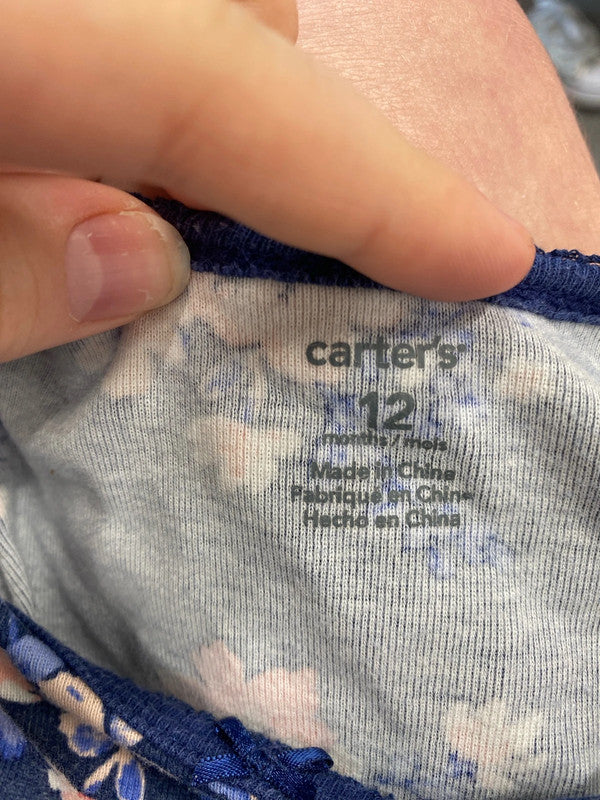 carter's®
12
months / mois
Made in China
Fabriqué en Chine
Hecho en China